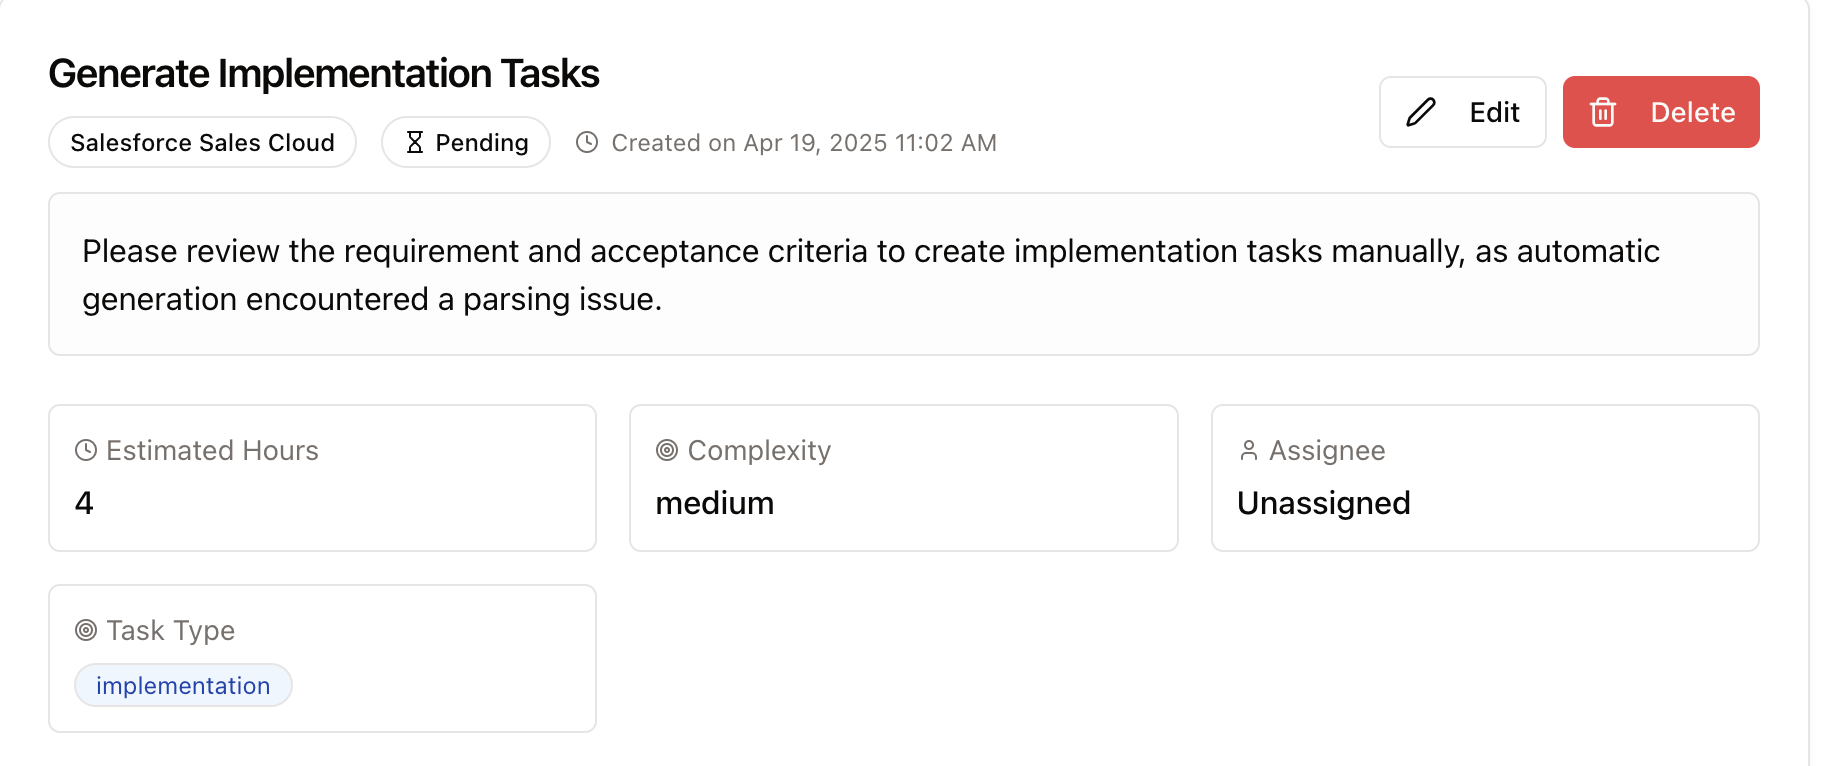 Generate Implementation Tasks
Edit
Delete
Salesforce Sales Cloud
Pending
Created on Apr 19, 2025 11:02 AM
Please review the requirement and acceptance criteria to create implementation tasks manually, as automatic
generation encountered a parsing issue.
Estimated Hours
4
Complexity
medium
Assignee
Unassigned
Task Type
implementation